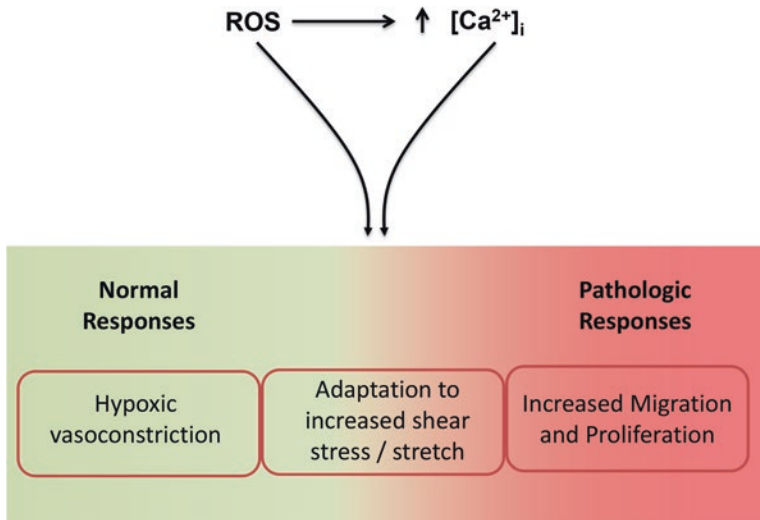 ROS ↑ [Ca²⁺]ᵢ
Normal
Responses
Pathologic
Responses
Hypoxic
vasoconstriction
Adaptation to
increased shear
stress / stretch
Increased Migration
and Proliferation